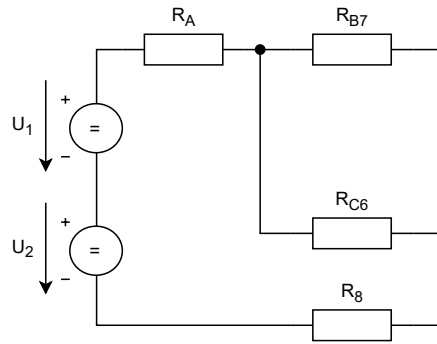 R_A
R_B7
+
U_1
=
−
+
R_C6
U_2
=
−
R_8